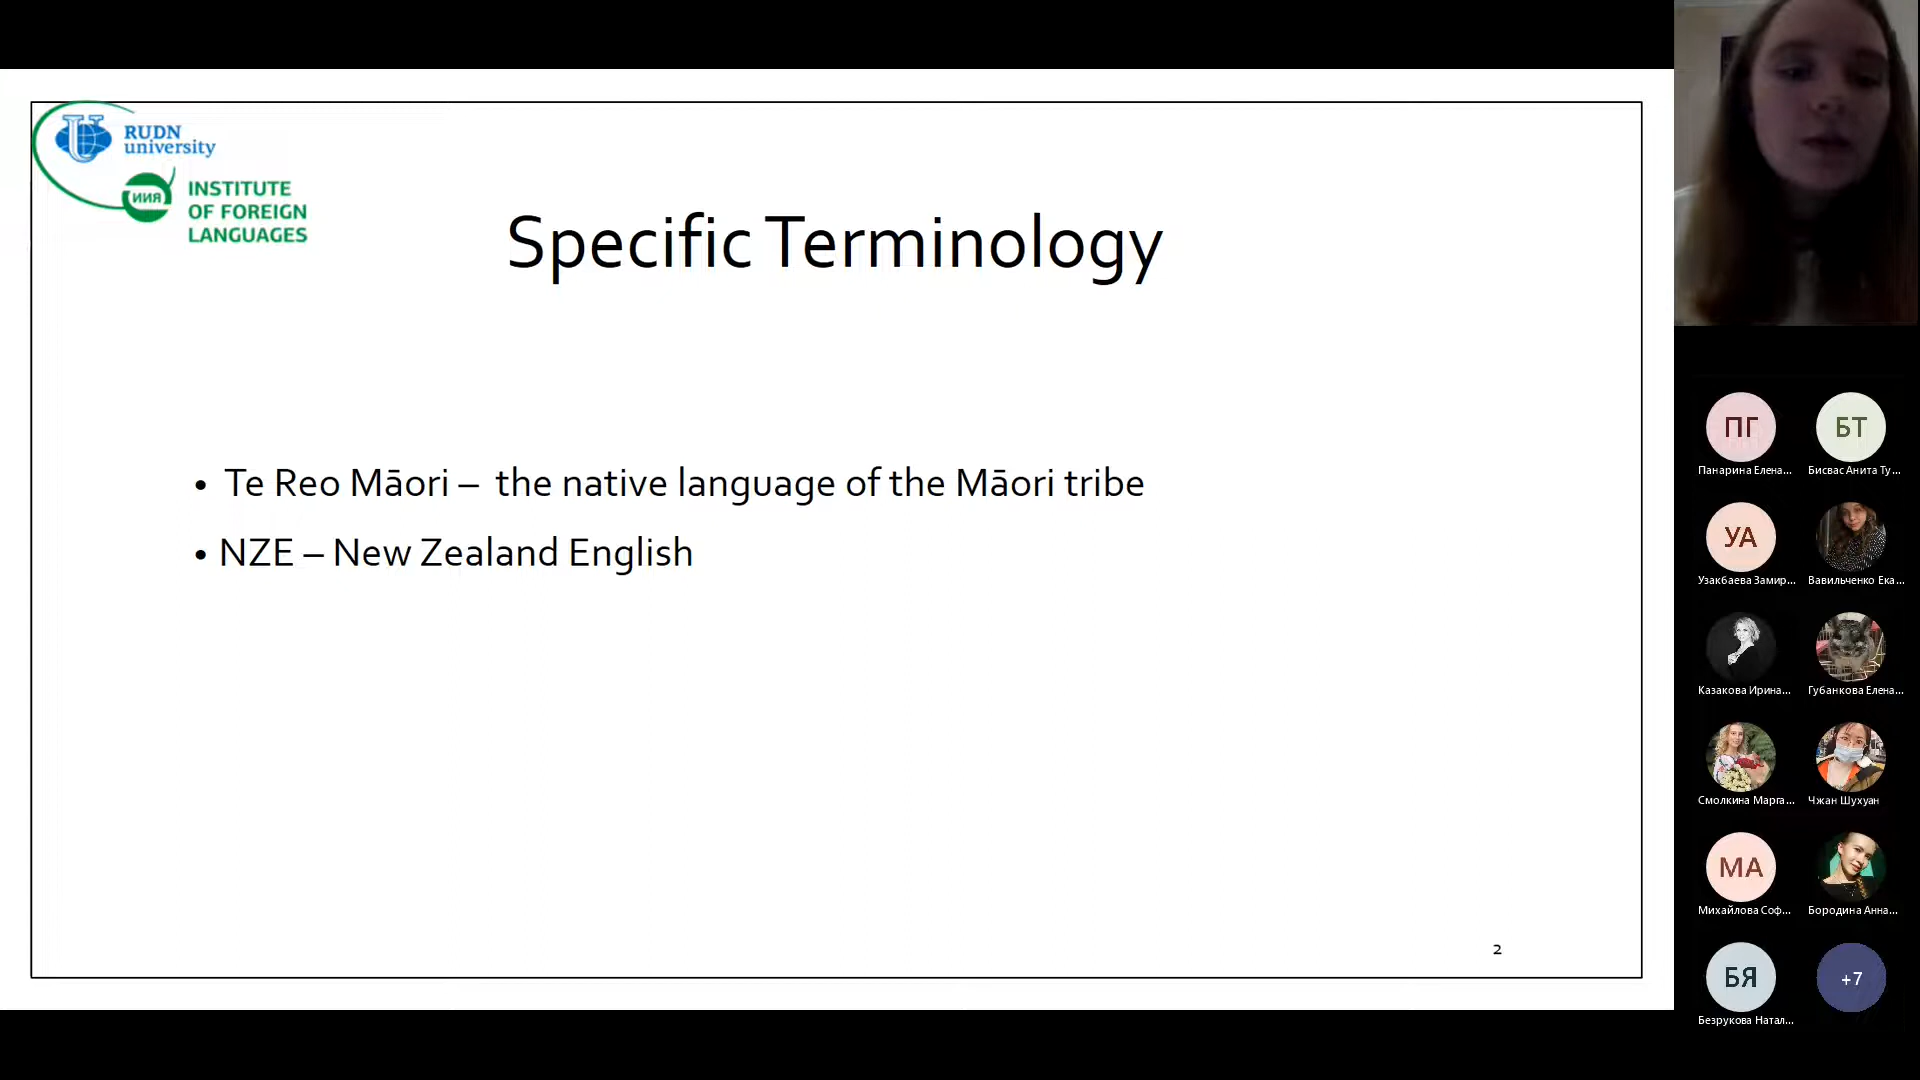 RUDN
university
ИИЯ
INSTITUTE
OF FOREIGN
LANGUAGES
Specific Terminology
• Te Reo Māori – the native language of the Māori tribe
• NZE – New Zealand English
2
ПГ
БТ
Панарина Елена...
Бисвас Анита Ту...
УА
Узакбаева Замир...
Вавильченко Ека...
Казакова Ирина...
Губанкова Елена...
Смолкина Марга...
Чжан Шухуан
МА
Михайлова Соф...
Бородина Анна...
БЯ
+7
Безрукова Натал...